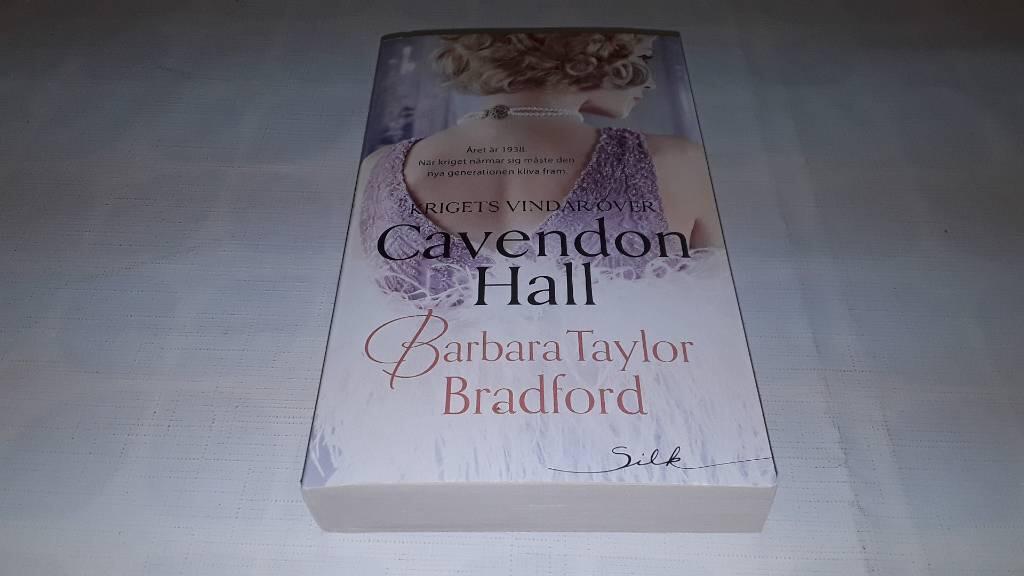 Året är 1938.
När kriget närmar sig måste den
nya generationen kliva fram.
KRIGETS VINDAR ÖVER
Cavendon
Hall
Barbara Taylor
Bradford
Silk